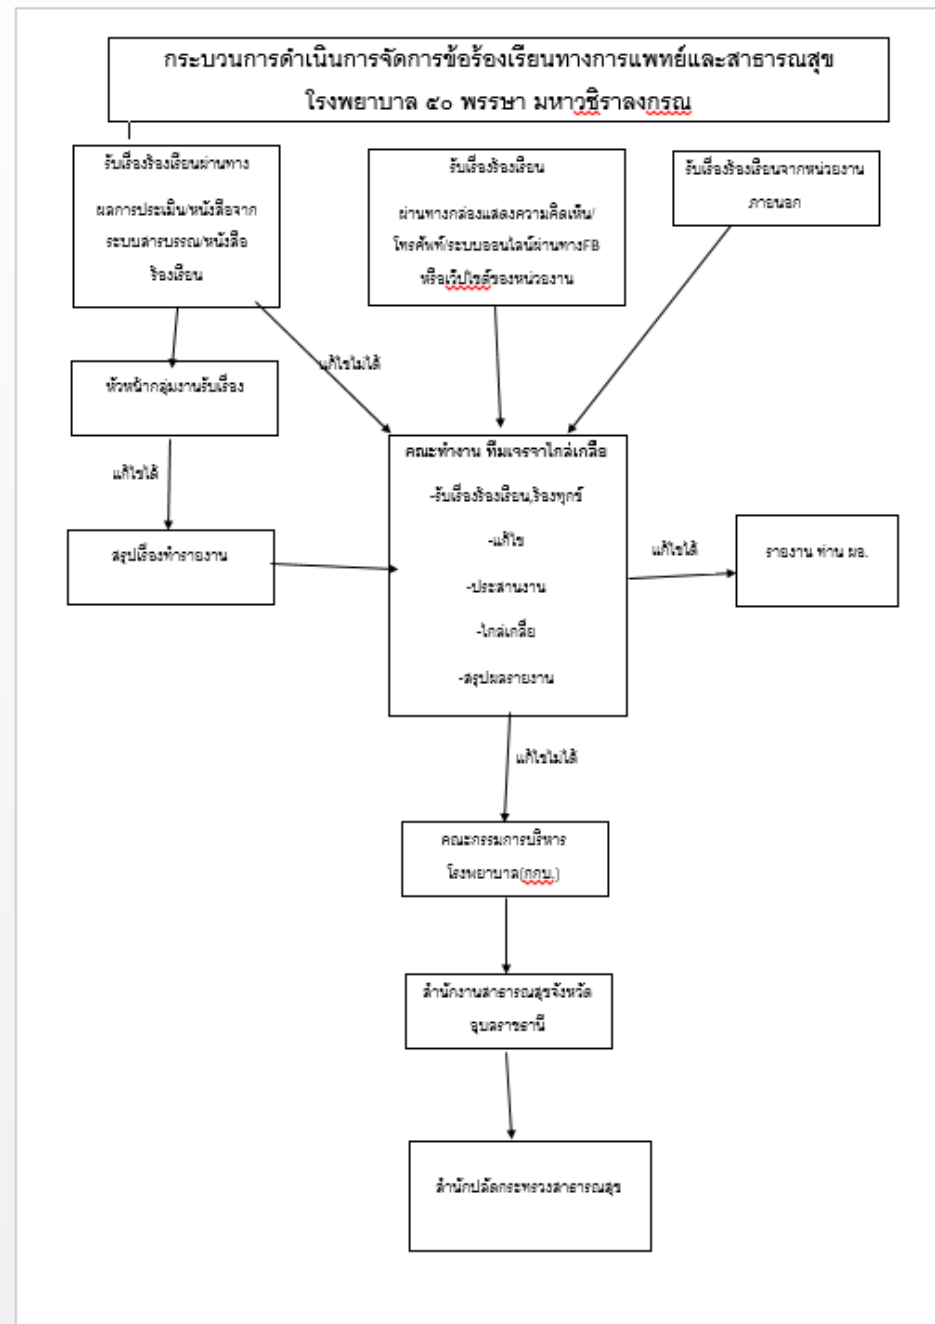 กระบวนการดำเนินการจัดการข้อร้องเรียนทางการแพทย์และสาธารณสุข
โรงพยาบาล ๕๐ พรรษา มหาวชิราลงกรณ
รับเรื่องร้องเรียนผ่านทาง
ผลการประเมิน/หนังสือจาก
ระบบสารบรรณ/หนังสือ
ร้องเรียน
รับเรื่องร้องเรียน
ผ่านทางกล่องแสดงความคิดเห็น/
โทรศัพท์/ระบบออนไลน์ผ่านทางFB
หรือเว็ปไซต์ของหน่วยงาน
รับเรื่องร้องเรียนจากหน่วยงาน
ภายนอก
แก้ไขไม่ได้
หัวหน้ากลุ่มงานรับเรื่อง
แก้ไขได้
สรุปเรื่องทำรายงาน
คณะทำงาน ทีมเจรจาไกล่เกลี่ย
-รับเรื่องร้องเรียน,ร้องทุกข์
-แก้ไข
-ประสานงาน
-ไกล่เกลี่ย
-สรุปผลรายงาน
แก้ไขได้
รายงาน ท่าน ผอ.
แก้ไขไม่ได้
คณะกรรมการบริหาร
โรงพยาบาล(กกบ.)
สำนักงานสาธารณสุขจังหวัด
อุบลราชธานี
สำนักปลัดกระทรวงสาธารณสุข